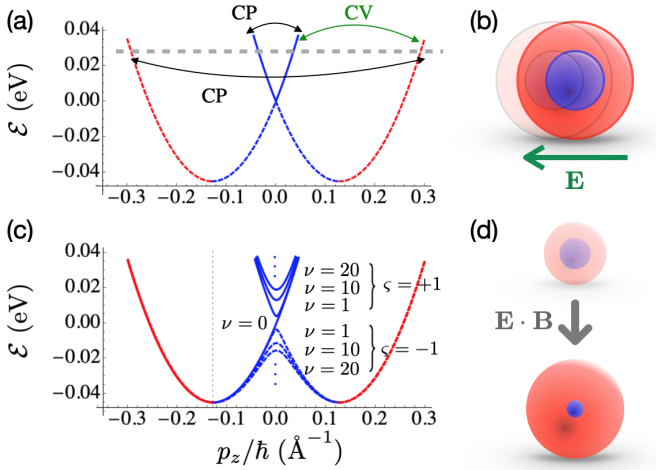 (a)
CP
CV
0.04
0.02
0.00
−0.02
−0.04
ℰ (eV)
CP
−0.3 −0.2 −0.1 0.0 0.1 0.2 0.3
(b)
E
(c)
0.04
0.02
0.00
−0.02
−0.04
ℰ (eV)
ν = 0
ν = 20
ν = 10
ν = 1
ς = +1
ν = 1
ν = 10
ν = 20
ς = −1
−0.3 −0.2 −0.1 0.0 0.1 0.2 0.3
p_z/ħ (Å⁻¹)
(d)
E · B